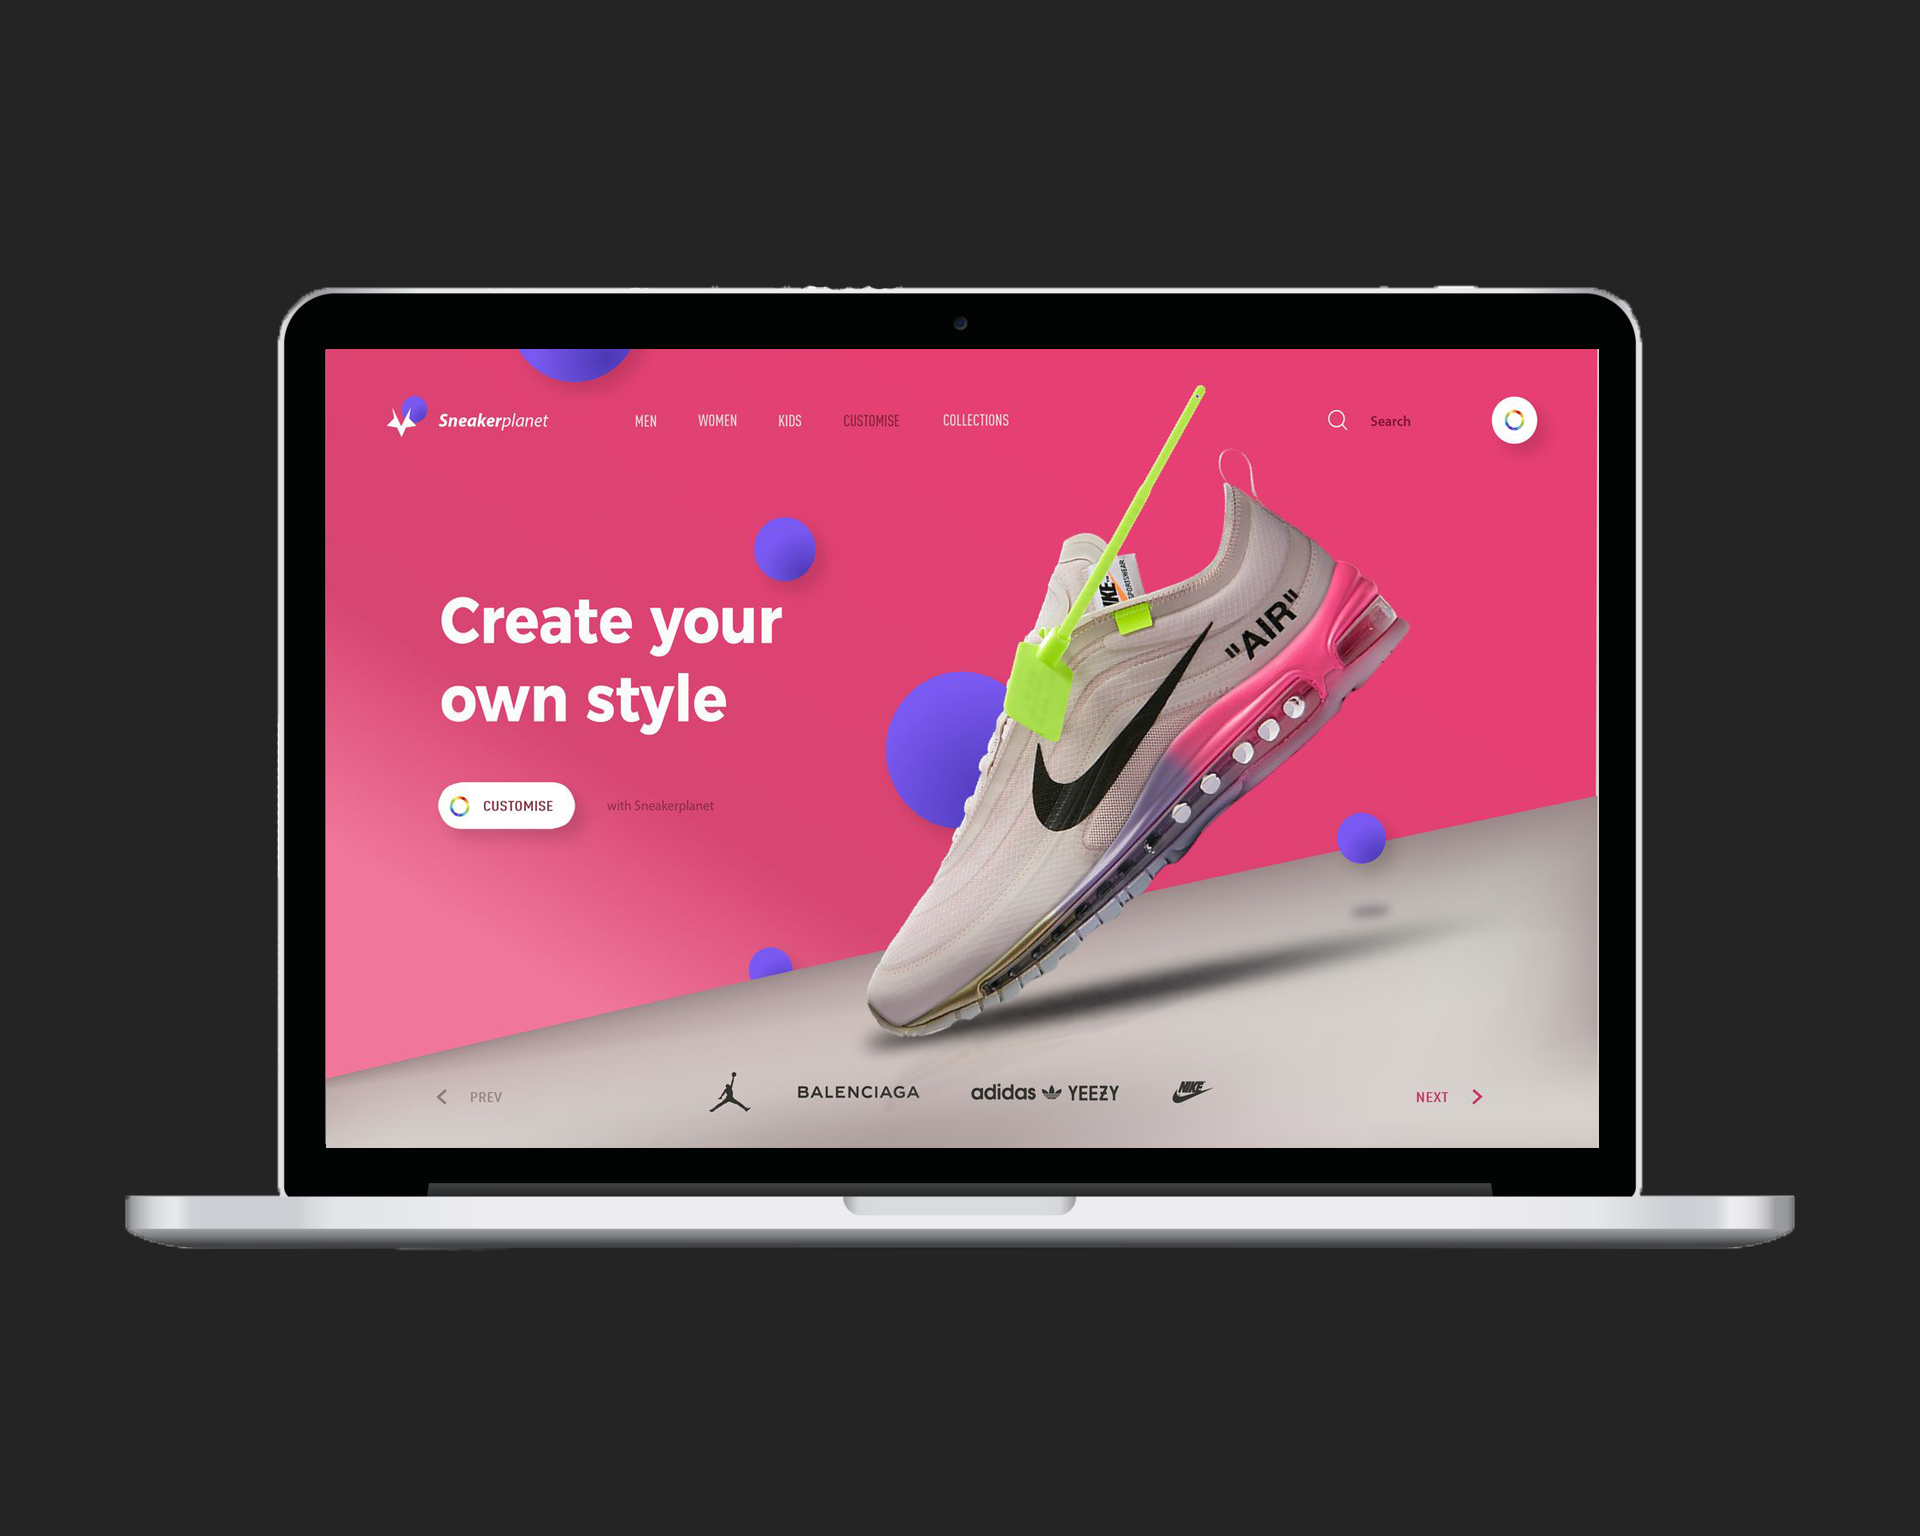 Sneakerplanet
MEN WOMEN KIDS CUSTOMISE COLLECTIONS
Search
Create your
own style
CUSTOMISE
with Sneakerplanet
"AIR"
PREV
BALENCIAGA
adidas YEEZY
NIKE
NEXT